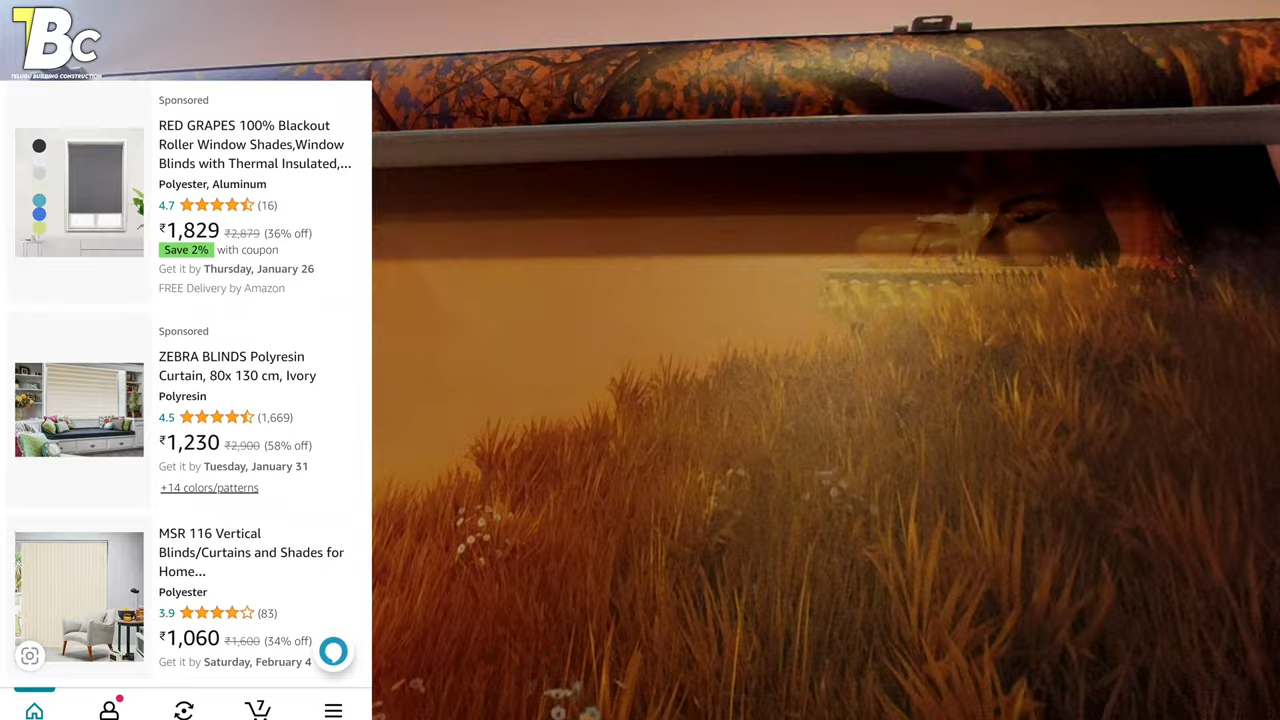 TBC
TELUGU BUILDING CONSTRUCTION
Sponsored
RED GRAPES 100% Blackout
Roller Window Shades,Window
Blinds with Thermal Insulated,...
Polyester, Aluminum
4.7 (16)
₹1,829 ₹2,879 (36% off)
Save 2% with coupon
Get it by Thursday, January 26
FREE Delivery by Amazon
Sponsored
ZEBRA BLINDS Polyresin
Curtain, 80x 130 cm, Ivory
Polyresin
4.5 (1,669)
₹1,230 ₹2,900 (58% off)
Get it by Tuesday, January 31
+14 colors/patterns
MSR 116 Vertical
Blinds/Curtains and Shades for
Home...
Polyester
3.9 (83)
₹1,060 ₹1,600 (34% off)
Get it by Saturday, February 4
7